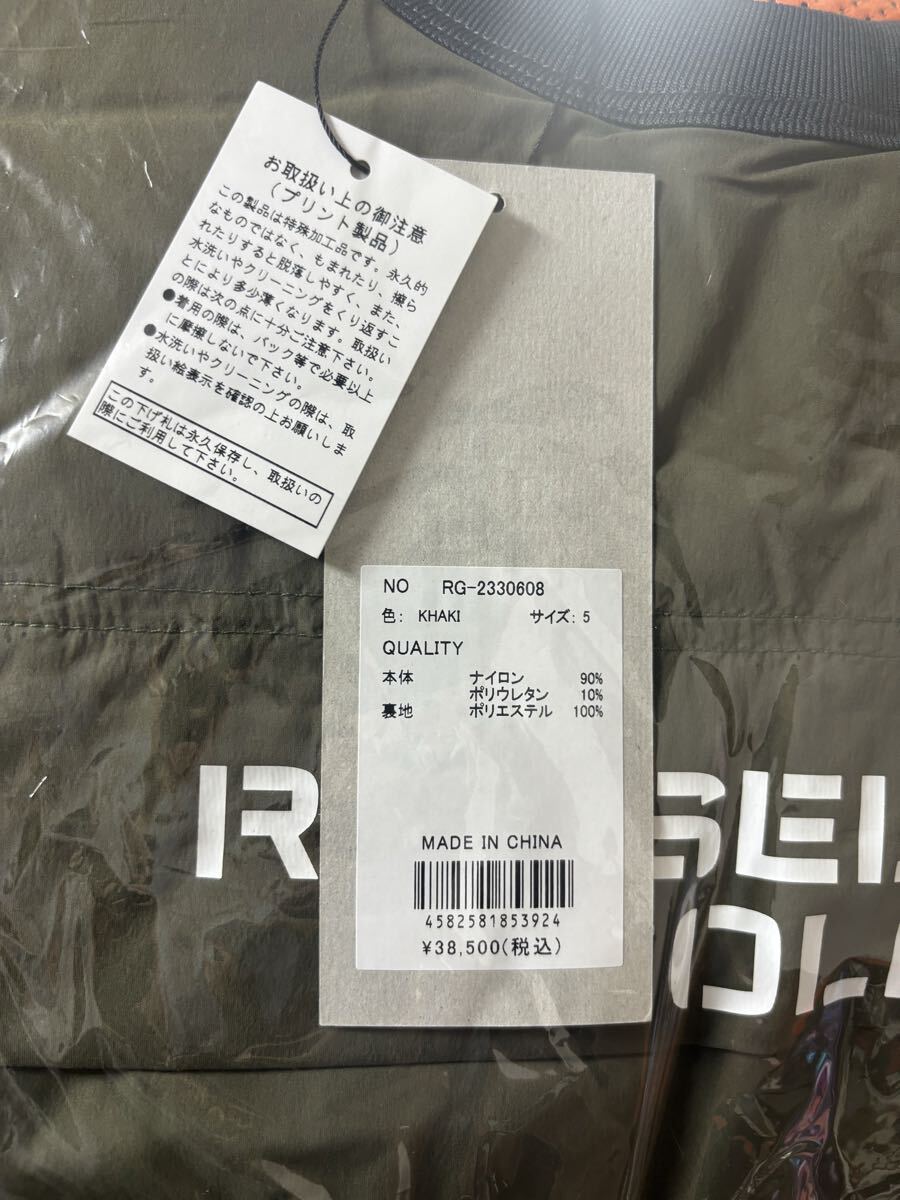 お取扱い上の御注意
(プリント製品)
この製品は特殊加工品です。永久的
なものではなく、もまれたり、擦ら
れたりすると脱落しやすく、また、
水洗いやクリーニングをくり返すこ
とにより多少薄くなります。取扱い
の際は次の点に十分ご注意下さい。
●着用の際は、バック等で必要以上
に摩擦しないで下さい。
●水洗いやクリーニングの際は、取
扱い絵表示を確認の上お願いしま
す。
この下げ札は永久保存し、取扱いの
際にご利用して下さい。
NO RG-2330608
色: KHAKI サイズ: 5
QUALITY
本体 ナイロン 90%
ポリウレタン 10%
裏地 ポリエステル 100%
MADE IN CHINA
4582581853924
¥38,500(税込)
R SEL
OL